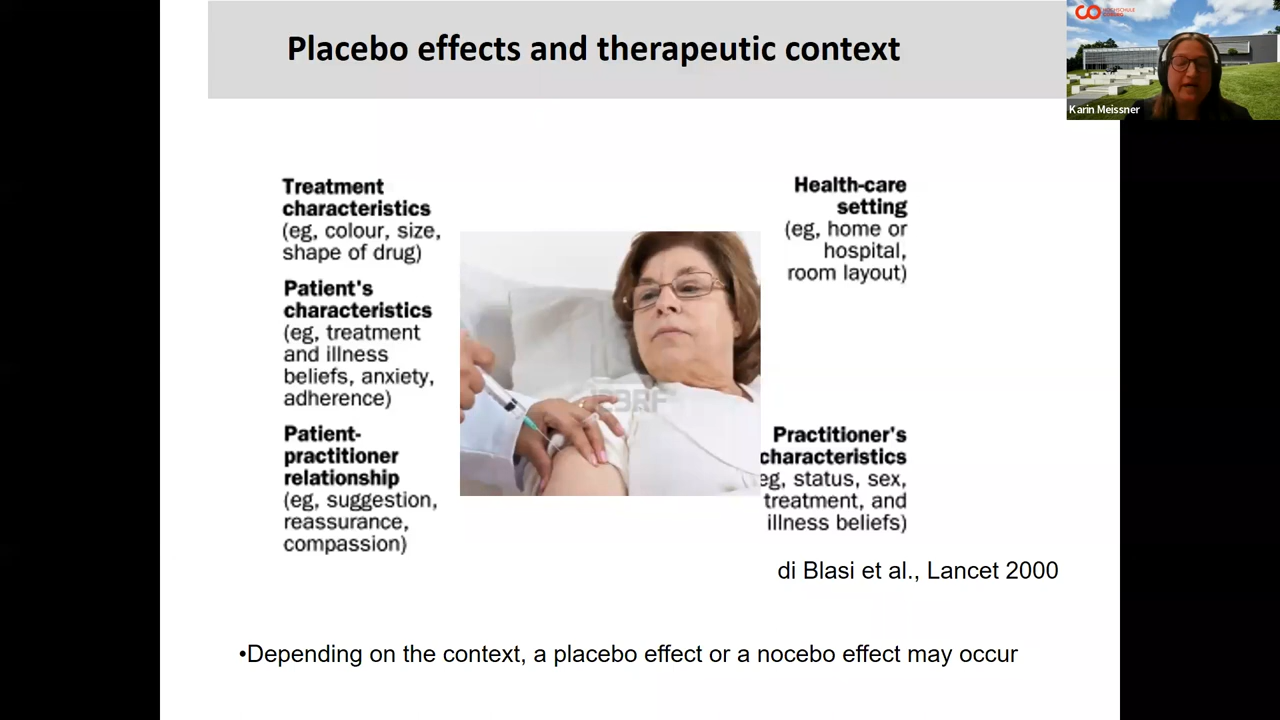 Placebo effects and therapeutic context
HOCHSCHULE
Karin Meissner
Treatment
characteristics
(eg, colour, size,
shape of drug)
Patient's
characteristics
(eg, treatment
and illness
beliefs, anxiety,
adherence)
Patient-
practitioner
relationship
(eg, suggestion,
reassurance,
compassion)
Health-care
setting
(eg, home or
hospital,
room layout)
Practitioner's
characteristics
eg, status, sex,
treatment, and
illness beliefs)
di Blasi et al., Lancet 2000
•Depending on the context, a placebo effect or a nocebo effect may occur